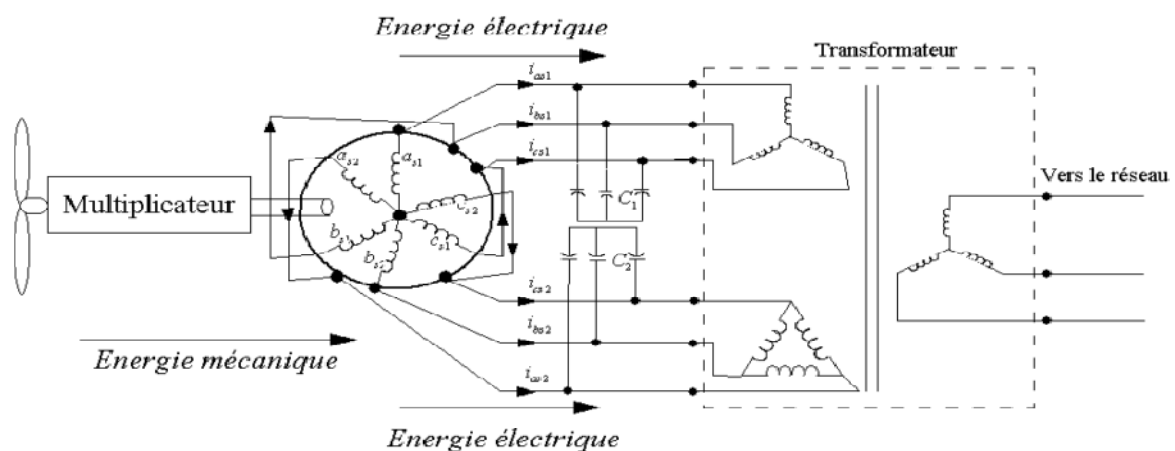 Energie électrique
Transformateur
i_as1
i_bs1
i_cs1
a_s2
a_s1
Multiplicateur
c_s2
C_1
b_s1
c_s1
b_s2
C_2
Vers le réseau
i_cs2
i_bs2
Energie mécanique
i_as2
Energie électrique